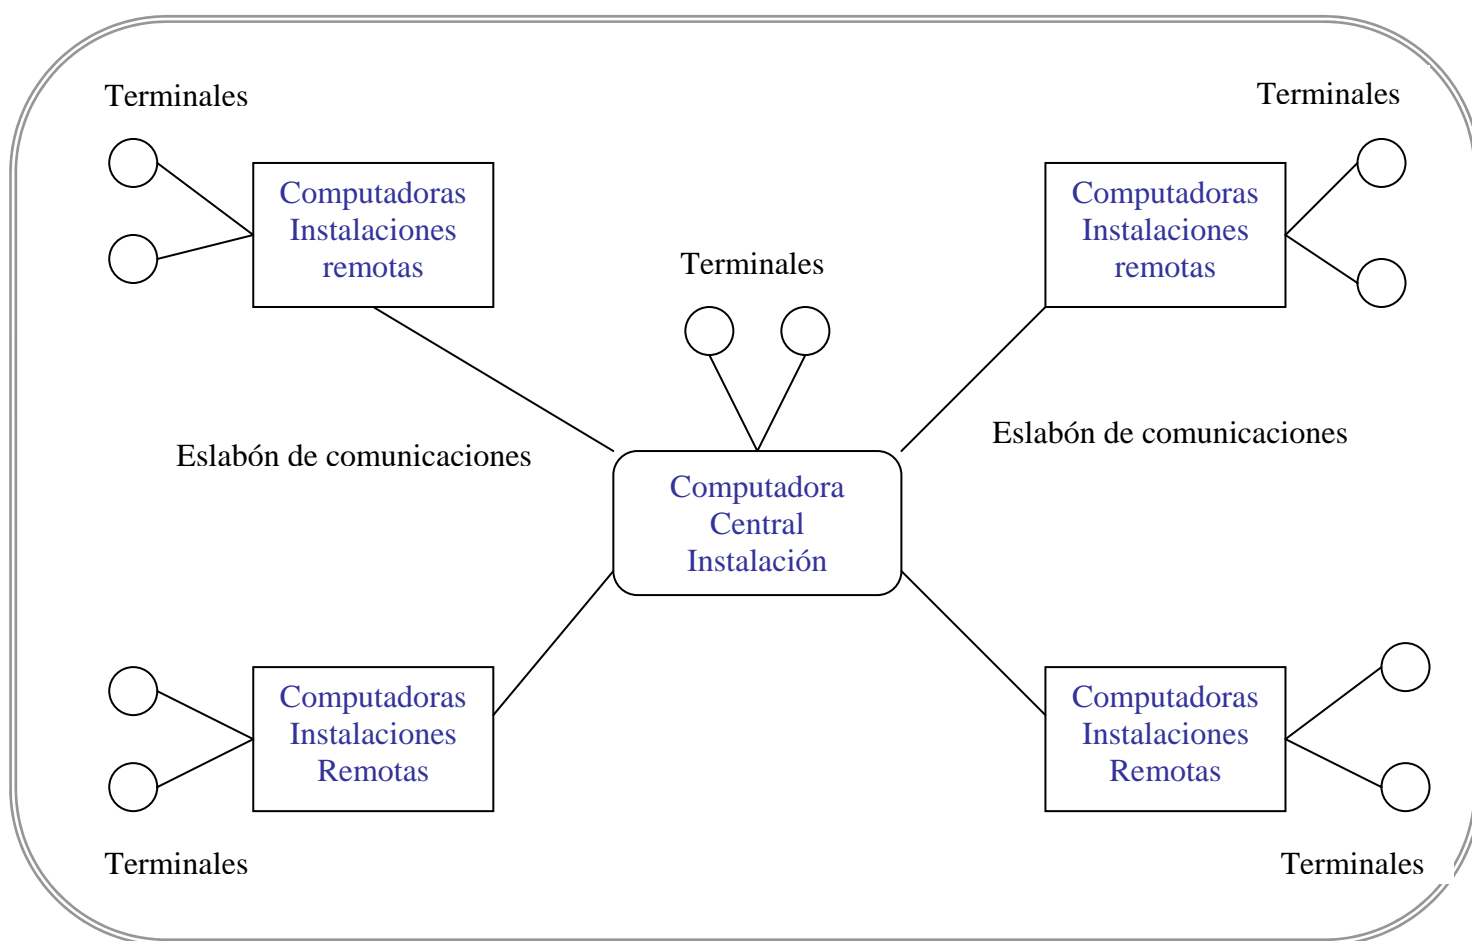 Terminales
Terminales
Computadoras
Instalaciones
remotas
Computadoras
Instalaciones
remotas
Terminales
Eslabón de comunicaciones
Eslabón de comunicaciones
Computadora
Central
Instalación
Computadoras
Instalaciones
Remotas
Computadoras
Instalaciones
Remotas
Terminales
Terminales